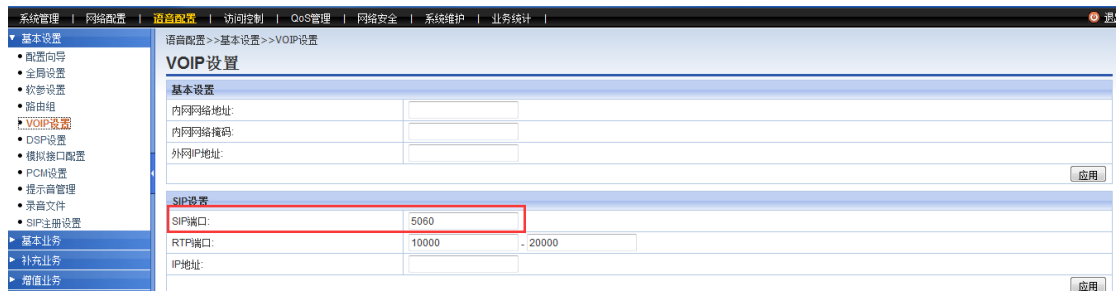 系统管理 | 网络配置 | 语音配置 | 访问控制 | QoS管理 | 网络安全 | 系统维护 | 业务统计 |
基本设置
配置向导
全局设置
软参设置
路由组
VOIP设置
DSP设置
模拟接口配置
PCM设置
提示音管理
录音文件
SIP注册设置
基本业务
补充业务
增值业务
语音配置>>基本设置>>VOIP设置
VOIP设置
基本设置
内网网络地址:
内网网络掩码:
外网IP地址:
应用
SIP设置
SIP端口: 5060
RTP端口: 10000 - 20000
IP地址:
应用